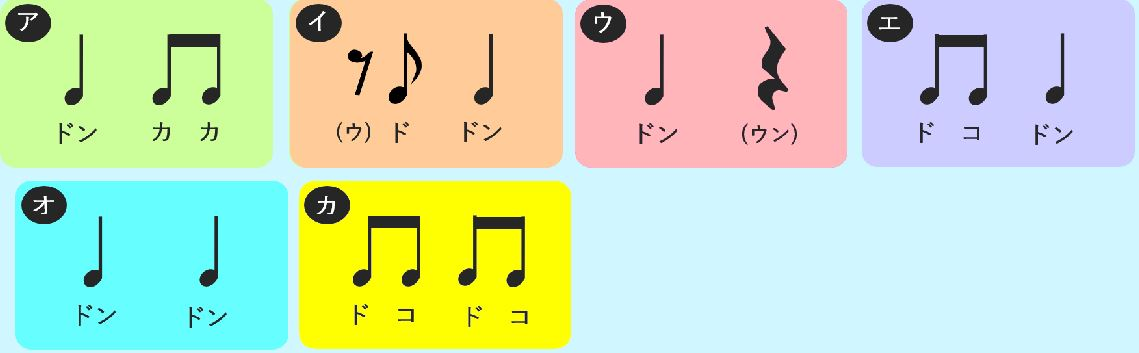 ア
ドン カ カ
イ
(ウ) ド ドン
ウ
ドン (ウン)
エ
ド コ ドン
オ
ドン ドン
カ
ド コ ド コ